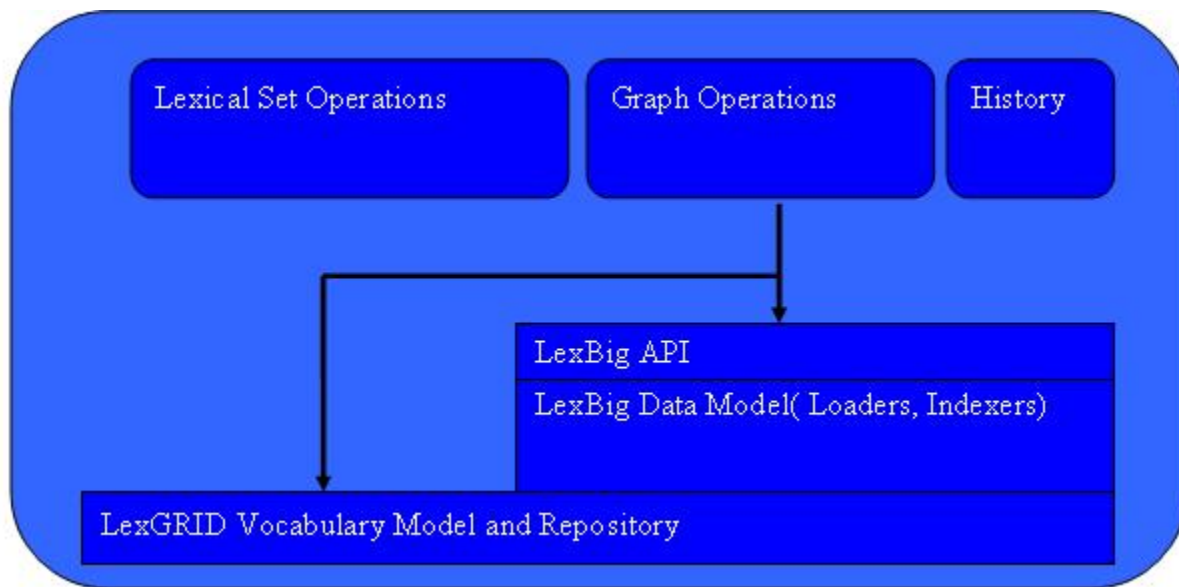 Lexical Set Operations
Graph Operations
History
LexBig API
LexBig Data Model( Loaders, Indexers)
LexGRID Vocabulary Model and Repository